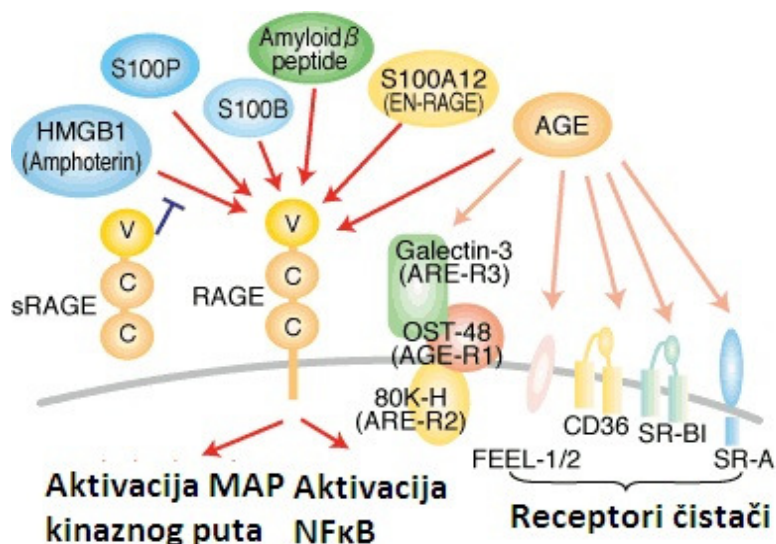 Amyloid β
peptide
S100P
S100B
S100A12
(EN-RAGE)
HMGB1
(Amphoterin)
AGE
V
C
C
sRAGE
V
C
C
RAGE
Galectin-3
(ARE-R3)
OST-48
(AGE-R1)
80K-H
(ARE-R2)
FEEL-1/2
CD36
SR-BI
SR-A
Aktivacija MAP
kinaznog puta
Aktivacija
NFκB
Receptori čistači